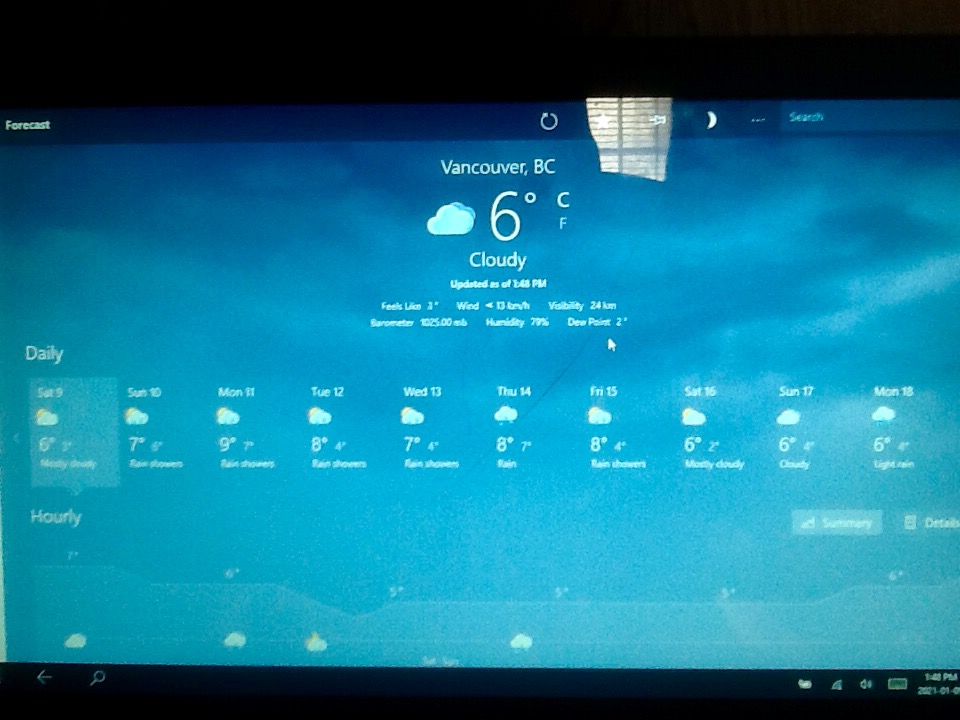 Forecast
Search
Vancouver, BC
6° C
F
Cloudy
Updated as of 1:48 PM
Feels Like 3° Wind 13 km/h Visibility 24 km
Barometer 1025.00 mb Humidity 79% Dew Point 2°
Daily
Sat 9 Sun 10 Mon 11 Tue 12 Wed 13 Thu 14 Fri 15 Sat 16 Sun 17 Mon 18
6° 3° 7° 6° 9° 7° 8° 4° 7° 4° 8° 7° 8° 4° 6° 2° 6° 4° 6° 4°
Mostly cloudy Rain showers Rain showers Rain showers Rain showers Rain Rain showers Mostly cloudy Cloudy Light rain
Hourly
Summary Details
7° 6° 5° 5° 5° 6°
1:48 PM